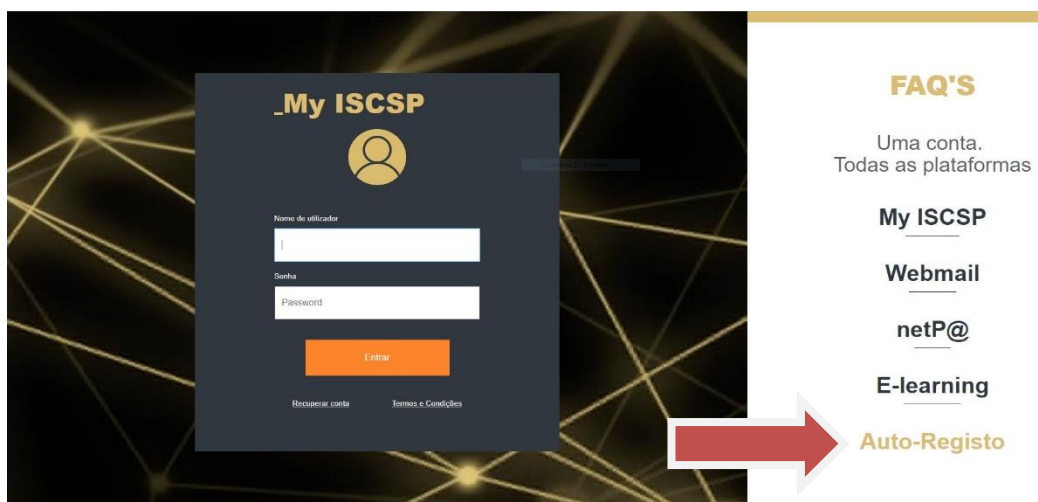 _My ISCSP
Nome de utilizador
Senha
Password
Entrar
Recuperar conta
Termos e Condições
FAQ'S
Uma conta.
Todas as plataformas
My ISCSP
Webmail
netP@
E-learning
Auto-Registo